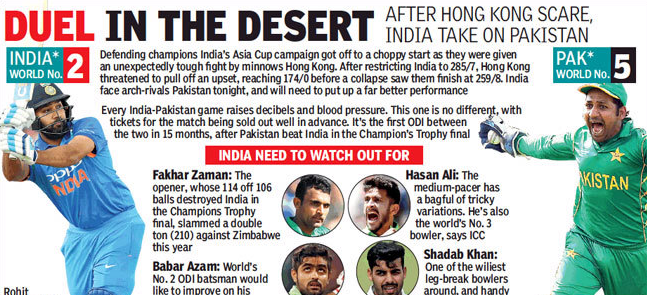 DUEL IN THE DESERT
AFTER HONG KONG SCARE,
INDIA TAKE ON PAKISTAN
INDIA*
WORLD No. 2
Defending champions India's Asia Cup campaign got off to a choppy start as they were given
an unexpectedly tough fight by minnows Hong Kong. After restricting India to 285/7, Hong Kong
threatened to pull off an upset, reaching 174/0 before a collapse saw them finish at 259/8. India
face arch-rivals Pakistan tonight, and will need to put up a far better performance
Every India-Pakistan game raises decibels and blood pressure. This one is no different, with
tickets for the match being sold out well in advance. It's the first ODI between
the two in 15 months, after Pakistan beat India in the Champion's Trophy final
PAK*
WORLD No. 5
INDIA NEED TO WATCH OUT FOR
Fakhar Zaman: The
opener, whose 114 off 106
balls destroyed India in
the Champions Trophy
final, slammed a double
ton (210) against Zimbabwe
this year
Babar Azam: World's
No. 2 ODI batsman would
like to improve on his
Hasan Ali: The
medium-pacer has
a bagful of tricky
variations. He's also
the world's No. 3
bowler, says ICC
Shadab Khan:
One of the wiliest
leg-break bowlers
around, and handy
INDIA
PAKISTAN
Rohit